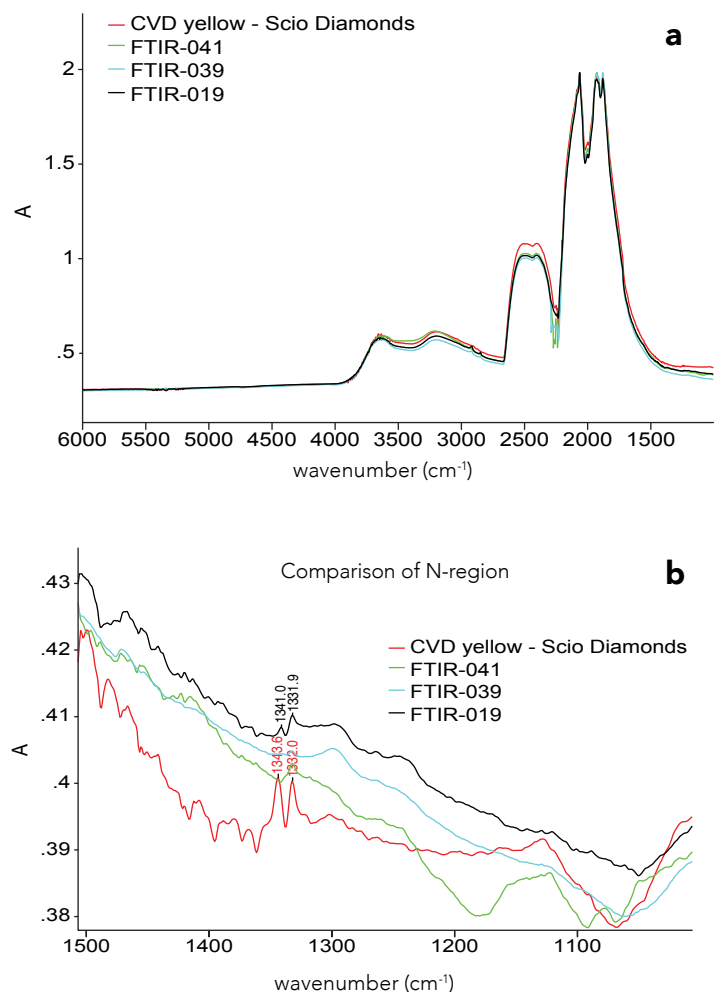 CVD yellow - Scio Diamonds
FTIR-041
FTIR-039
FTIR-019
a
2
1.5
1
.5
A
6000 5000 5500 4500 4000 3500 3000 2500 2000 1500
wavenumber (cm-1)
Comparison of N-region
b
CVD yellow - Scio Diamonds
FTIR-041
FTIR-039
FTIR-019
.43
.42
.41
.4
.39
.38
A
1341.0
1331.9
1343.6
1332.0
1500 1400 1300 1200 1100
wavenumber (cm-1)